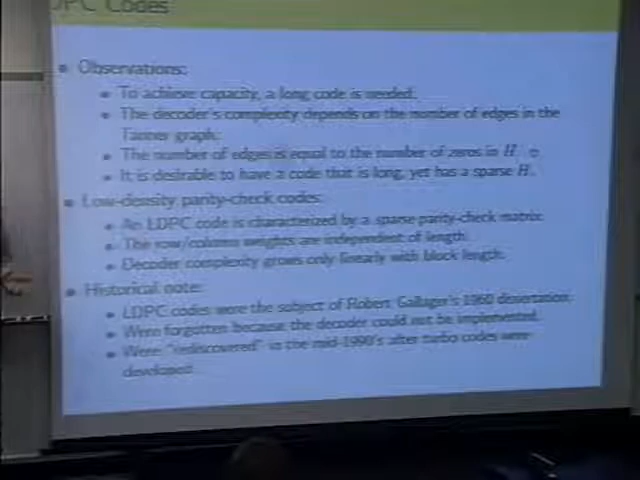 LDPC Codes
Observations:
To achieve capacity, a long code is needed.
The decoder's complexity depends on the number of edges in the
Tanner graph.
The number of edges is equal to the number of zeros in H
It is desirable to have a code that is long, yet has a sparse H.
Low-density parity-check codes:
An LDPC code is characterized by a sparse parity-check matrix
The row/column weights are independent of length.
Decoder complexity grows only linearly with block length.
Historical note:
LDPC codes were the subject of Robert Gallager's 1960 dissertation.
Were forgotten because the decoder could not be implemented.
Were "rediscovered" in the mid-1990's after turbo codes were
developed.